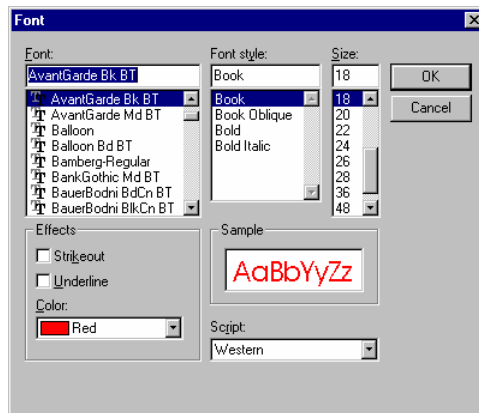 Font
Font:
AvantGarde Bk BT
AvantGarde Bk BT
AvantGarde Md BT
Balloon
Balloon Bd BT
Bamberg-Regular
BankGothic Md BT
BauerBodni BdCn BT
BauerBodni BlkCn BT
Font style:
Book
Book
Book Oblique
Bold
Bold Italic
Size:
18
18
20
22
24
26
28
36
48
OK
Cancel
Effects
Strikeout
Underline
Color:
Red
Sample
AaBbYyZz
Script:
Western